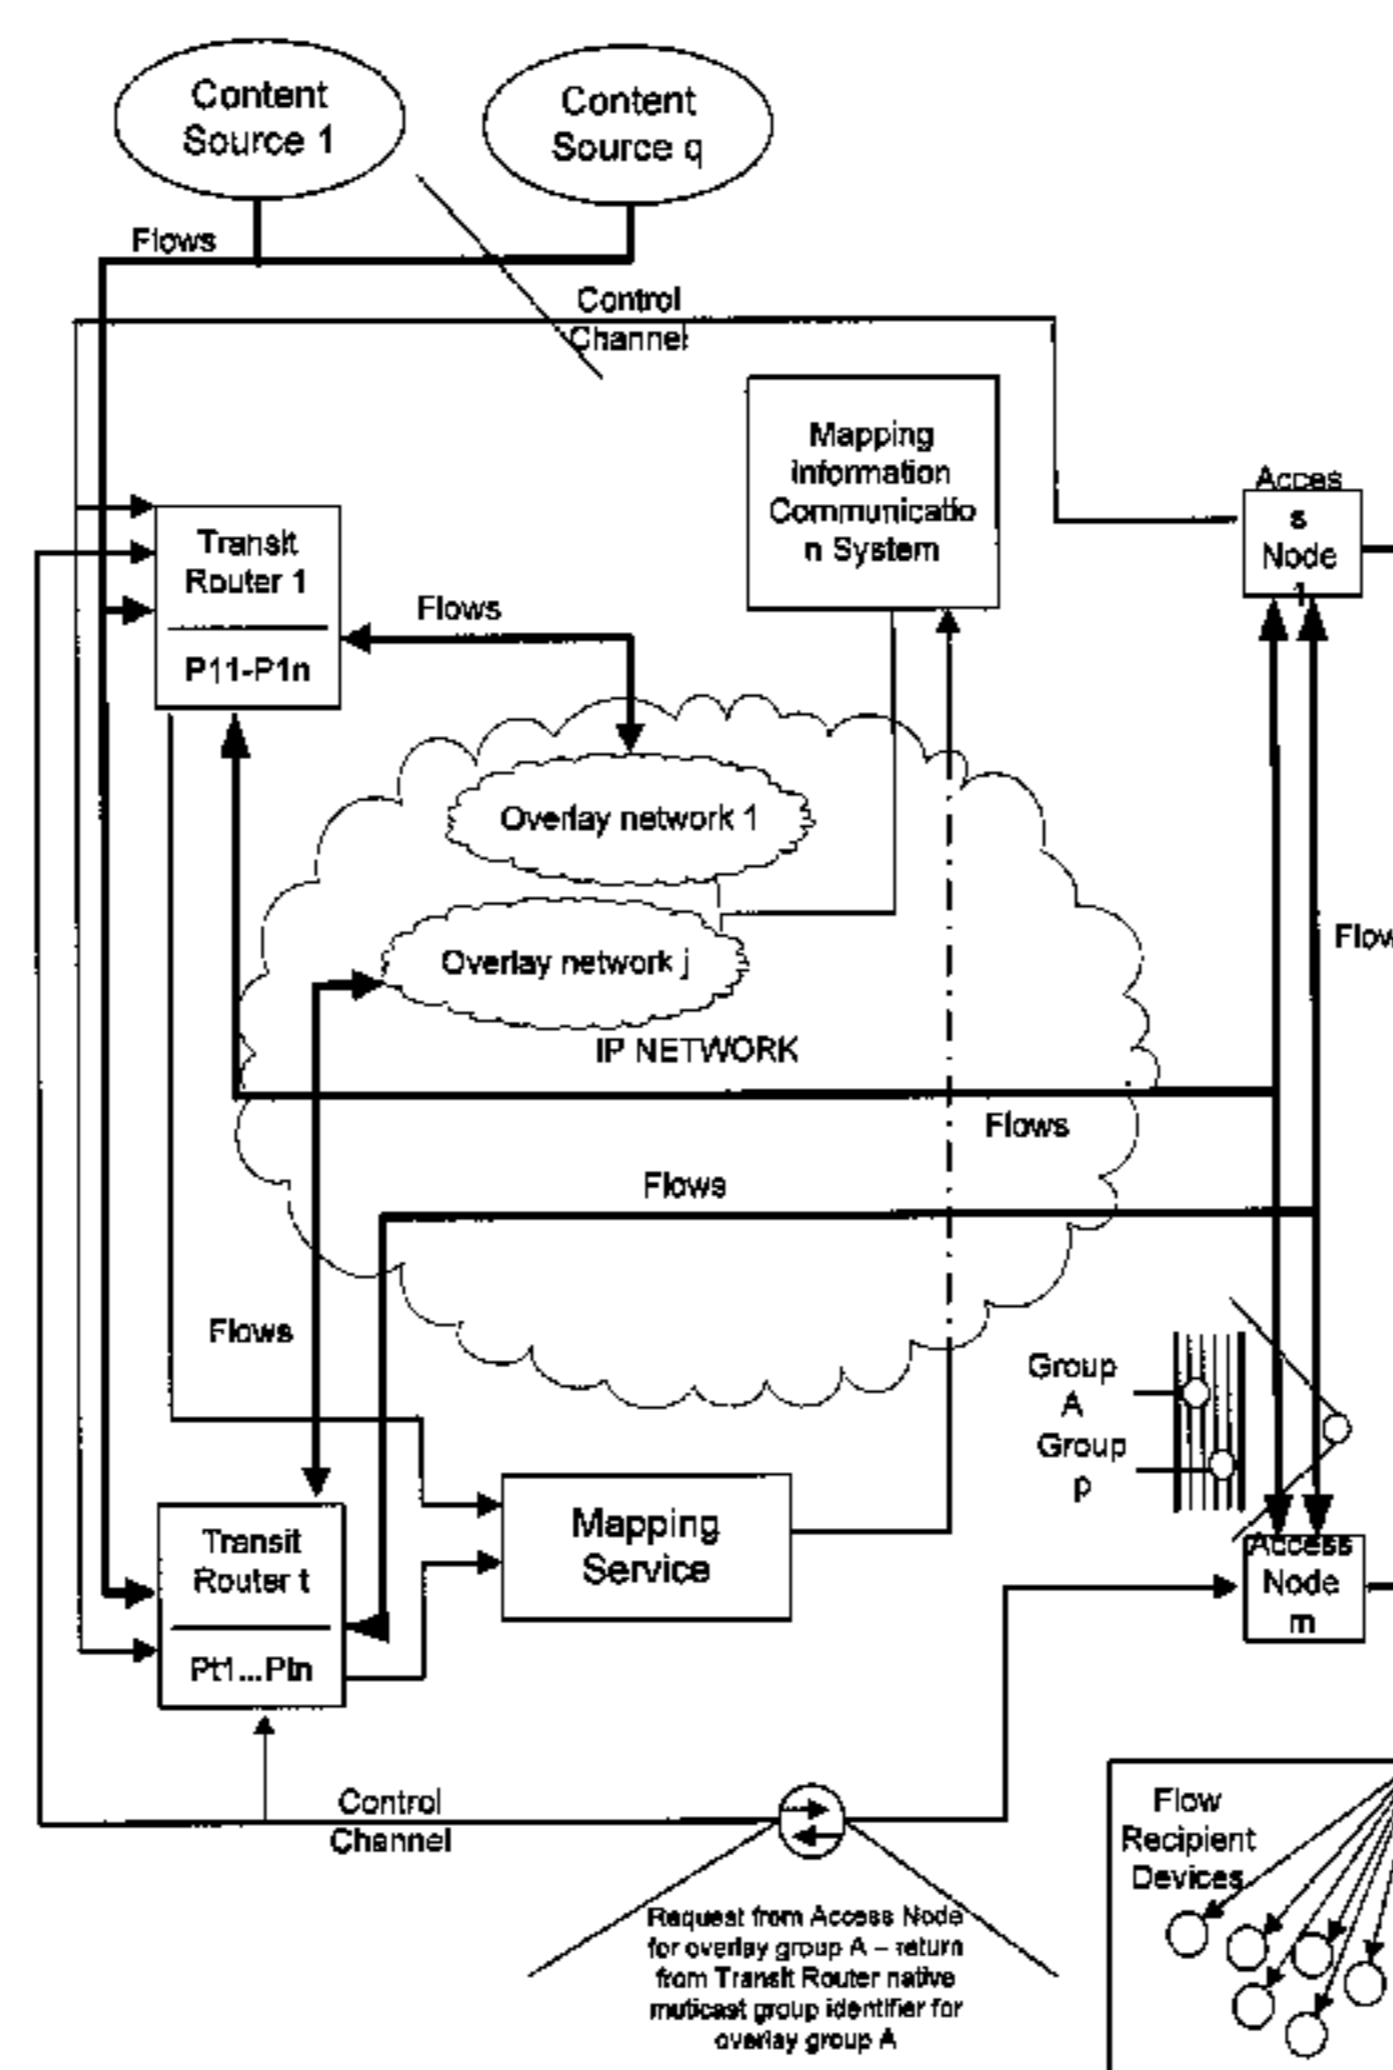 Content
Source 1
Content
Source q
Flows
Control
Channel
Mapping
Information
Communicatio
n System
Acces
s
Node
1
Transit
Router 1
P11-P1n
Flows
Overlay network 1
Overlay network j
Flow
IP NETWORK
Flows
Flows
Flows
Group
A
Group
p
Transit
Router t
Pt1...Ptn
Mapping
Service
Access
Node
m
Control
Channel
Flow
Recipient
Devices
Request from Access Node
for overlay group A – return
from Transit Router native
muticast group identifier for
overlay group A